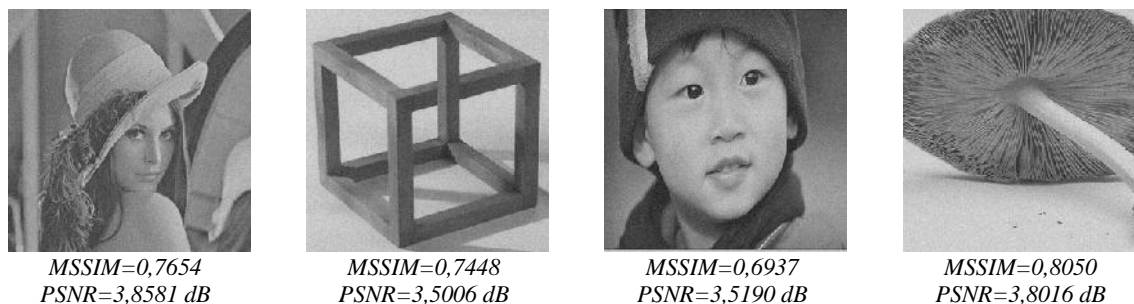 MSSIM=0,7654
PSNR=3,8581 dB
MSSIM=0,7448
PSNR=3,5006 dB
MSSIM=0,6937
PSNR=3,5190 dB
MSSIM=0,8050
PSNR=3,8016 dB